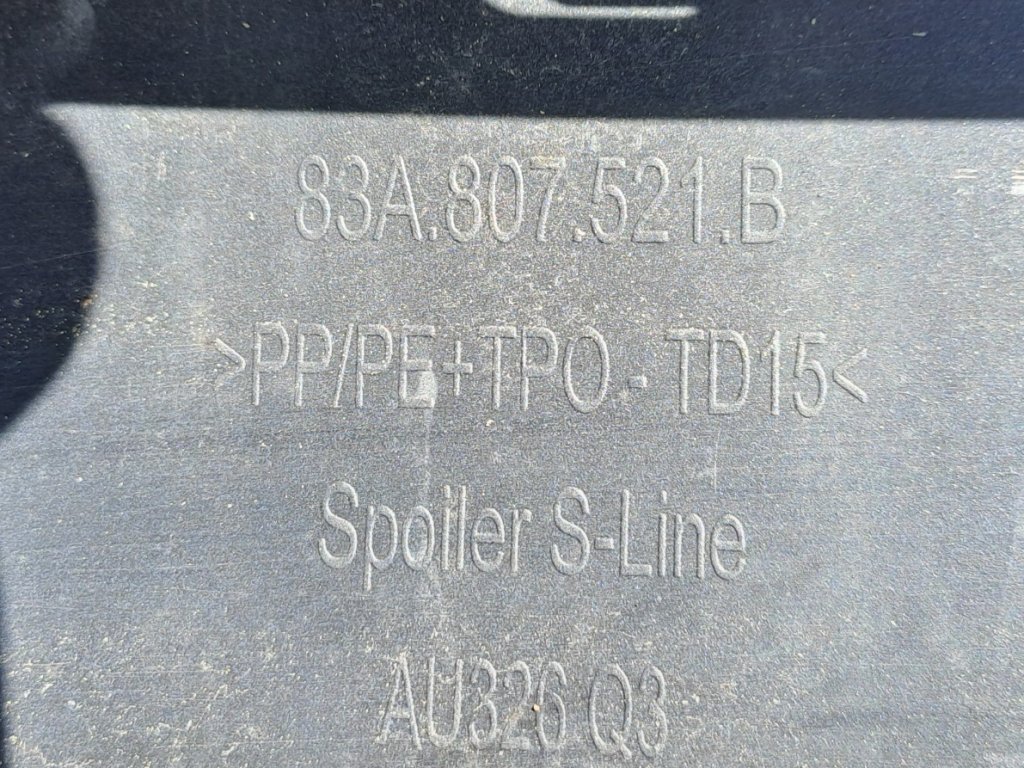 83A.807.521.B
>PP/PE+TPO - TD15<
Spoiler S-Line
AU326 Q3